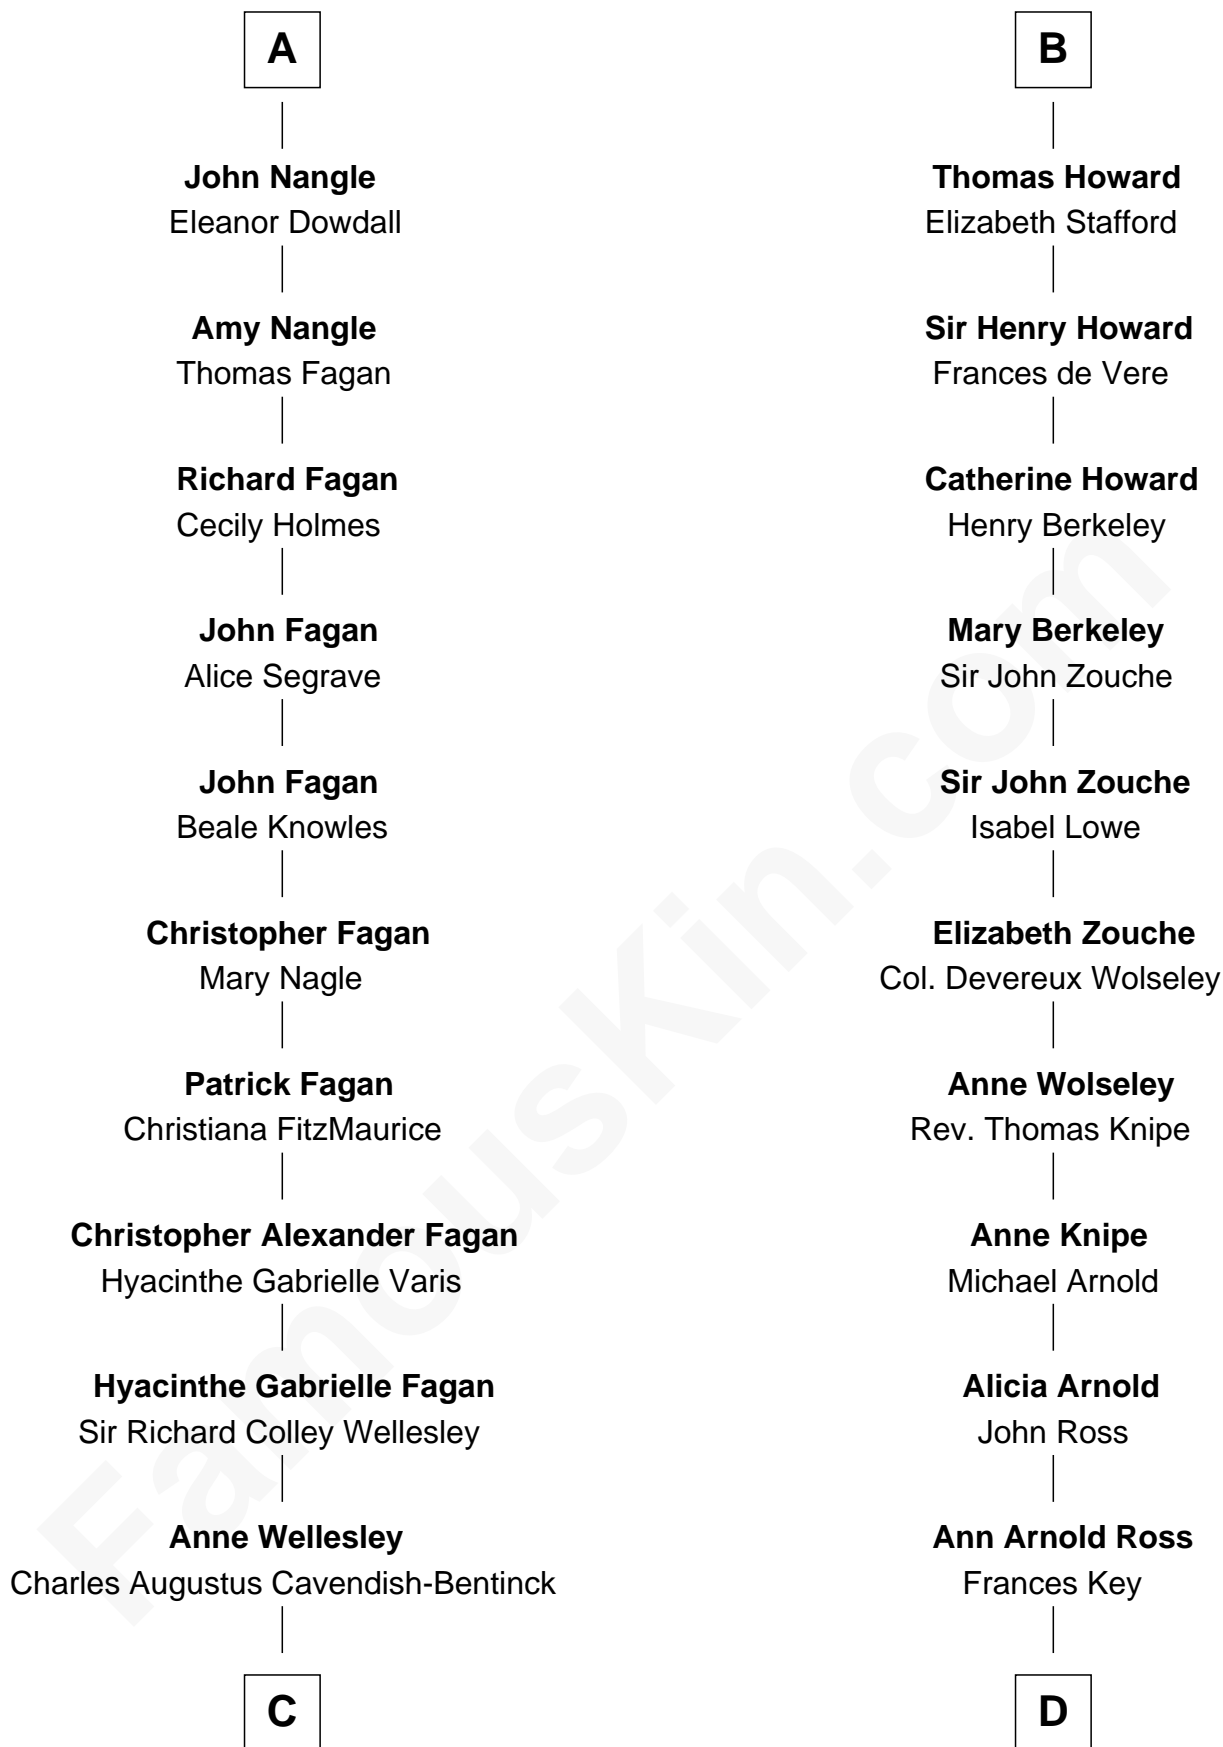 A
John Nangle
Eleanor Dowdall
Amy Nangle
Thomas Fagan
Richard Fagan
Cecily Holmes
John Fagan
Alice Segrave
John Fagan
Beale Knowles
Christopher Fagan
Mary Nagle
Patrick Fagan
Christiana FitzMaurice
Christopher Alexander Fagan
Hyacinthe Gabrielle Varis
Hyacinthe Gabrielle Fagan
Sir Richard Colley Wellesley
Anne Wellesley
Charles Augustus Cavendish-Bentinck
C
B
Thomas Howard
Elizabeth Stafford
Sir Henry Howard
Frances de Vere
Catherine Howard
Henry Berkeley
Mary Berkeley
Sir John Zouche
Sir John Zouche
Isabel Lowe
Elizabeth Zouche
Col. Devereux Wolseley
Anne Wolseley
Rev. Thomas Knipe
Anne Knipe
Michael Arnold
Alicia Arnold
John Ross
Ann Arnold Ross
Frances Key
D
FamousKin.com